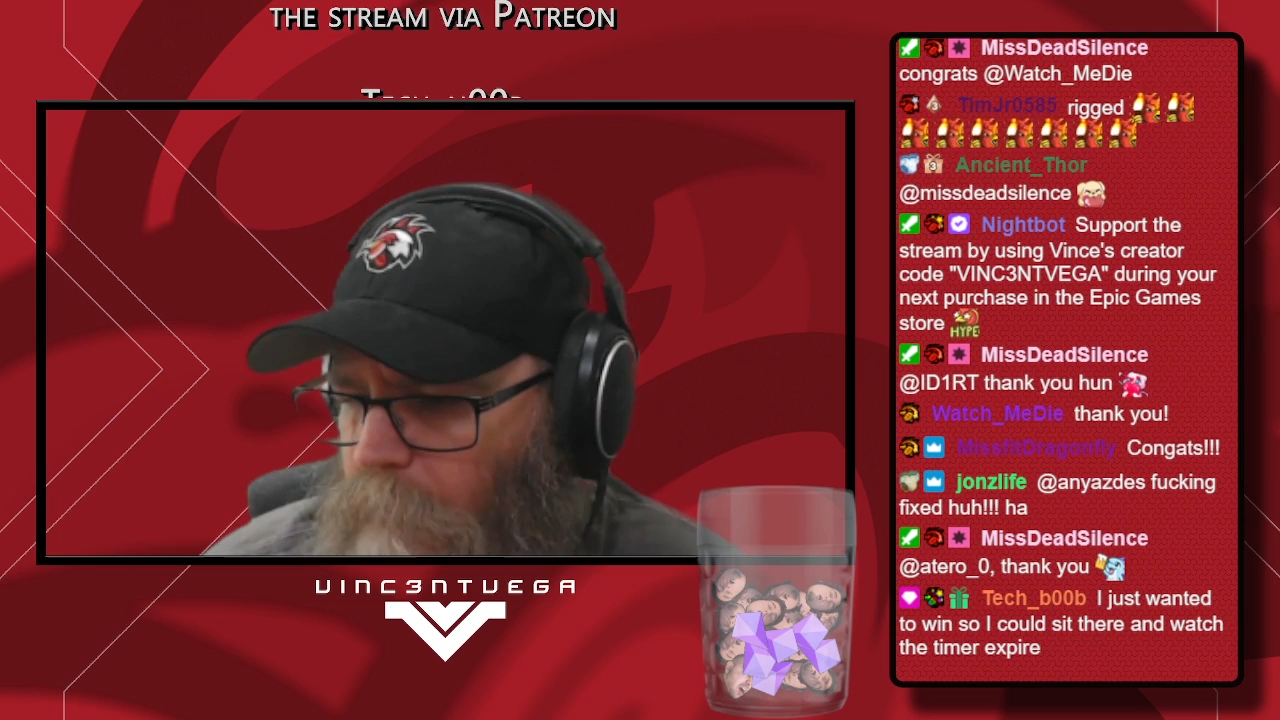 THE STREAM VIA PATREON
VINC3NTVEGA
MissDeadSilence
congrats @Watch_MeDie
TimJr0585 rigged
Ancient_Thor
@missdeadsilence
Nightbot Support the
stream by using Vince's creator
code "VINC3NTVEGA" during your
next purchase in the Epic Games
store HYPE
MissDeadSilence
@ID1RT thank you hun
Watch_MeDie thank you!
MissfitDragonfly Congats!!!
jonzlife @anyazdes fucking
fixed huh!!! ha
MissDeadSilence
@atero_0, thank you
Tech_b00b I just wanted
to win so I could sit there and watch
the timer expire